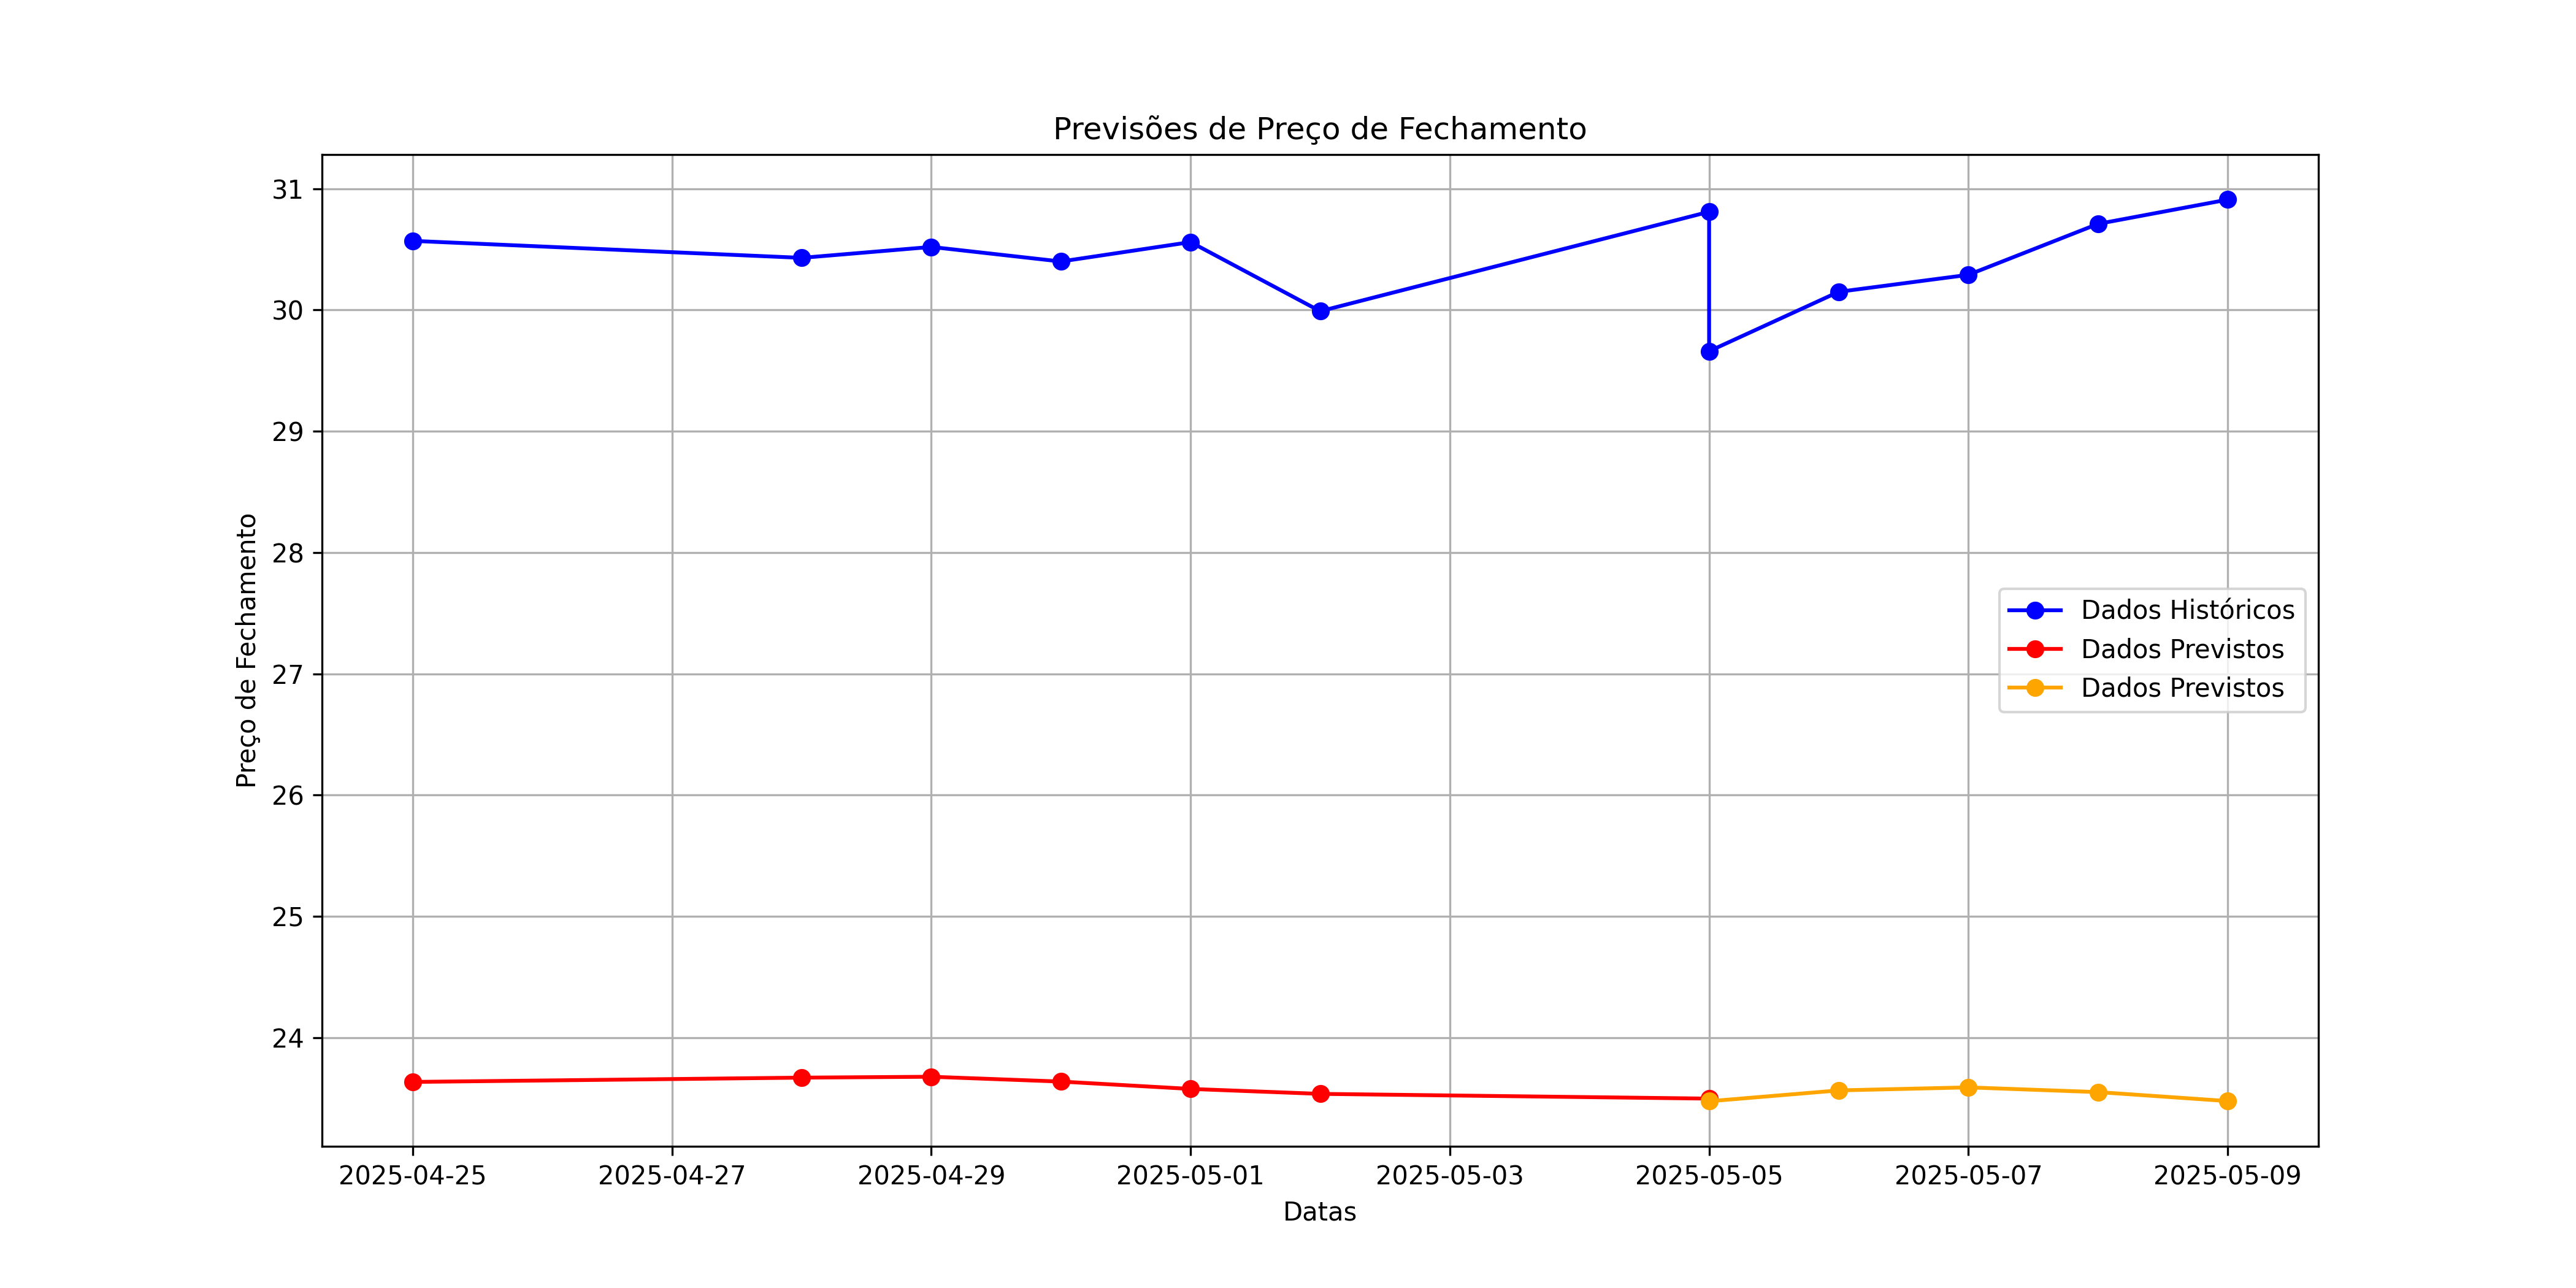 Previsões de Preço de Fechamento
Preço de Fechamento
31
30
29
28
27
26
25
24
Dados Históricos
Dados Previstos
Dados Previstos
2025-04-25
2025-04-27
2025-04-29
2025-05-01
2025-05-03
2025-05-05
2025-05-07
2025-05-09
Datas